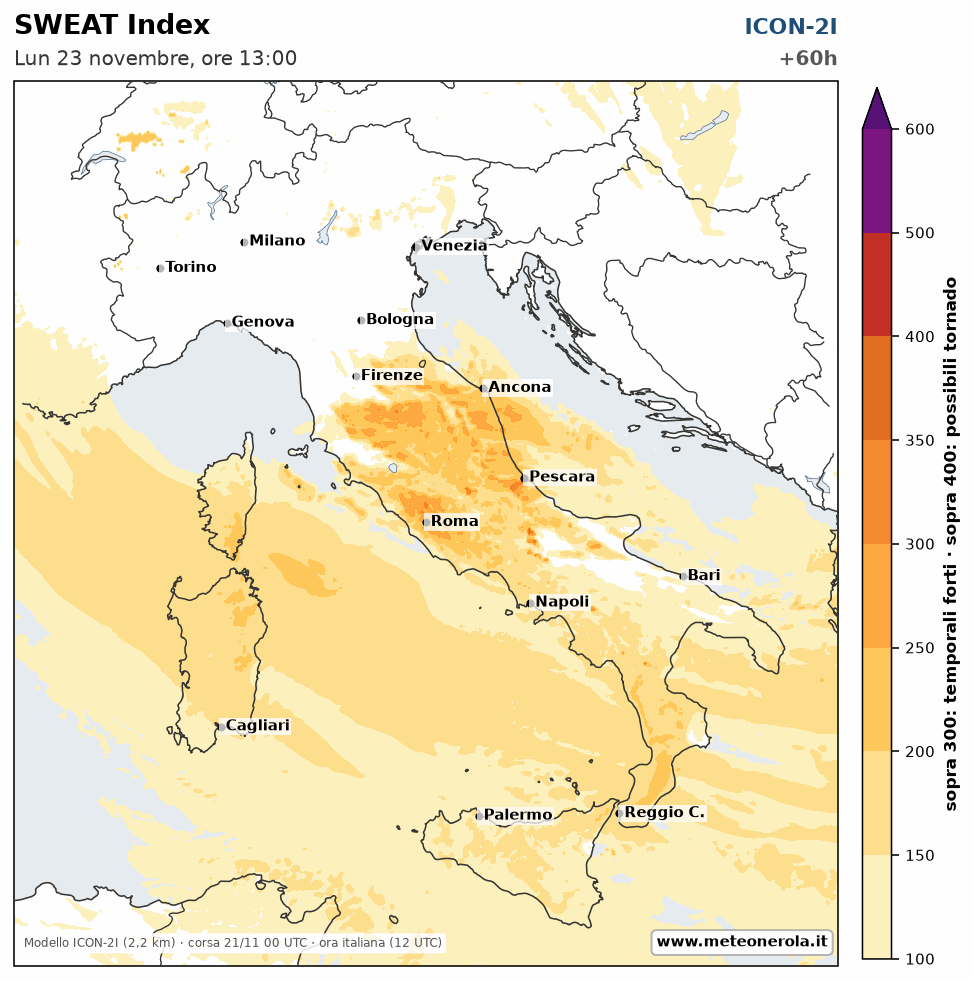 SWEAT Index
ICON-2I
Lun 23 novembre, ore 13:00
+60h
600
500
400
350
300
250
200
150
100
sopra 300: temporali forti · sopra 400: possibili tornado
Milano
Venezia
Torino
Genova
Bologna
Firenze
Ancona
Pescara
Roma
Bari
Napoli
Cagliari
Palermo
Reggio C.
Modello ICON-2I (2,2 km) · corsa 21/11 00 UTC · ora italiana (12 UTC)
www.meteonerola.it